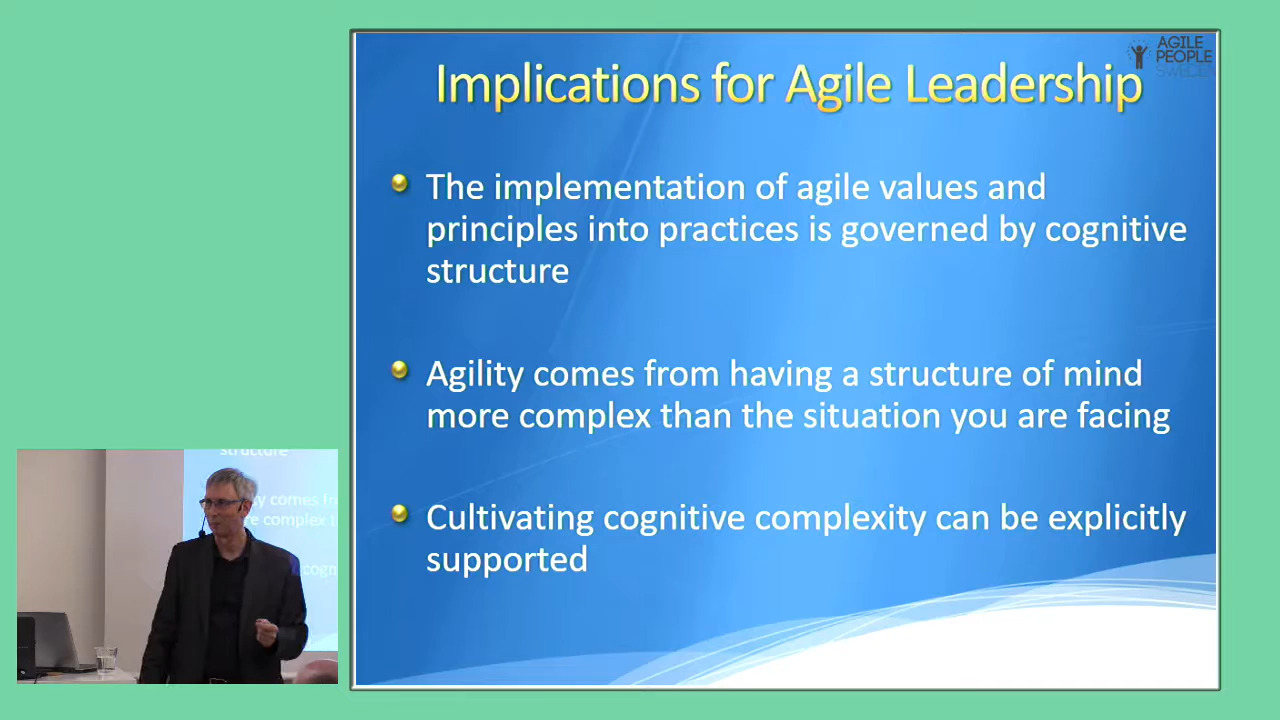 AGILE
PEOPLE
SWEDEN
Implications for Agile Leadership
The implementation of agile values and
principles into practices is governed by cognitive
structure
Agility comes from having a structure of mind
more complex than the situation you are facing
Cultivating cognitive complexity can be explicitly
supported
structure
comes
re complex
cogn